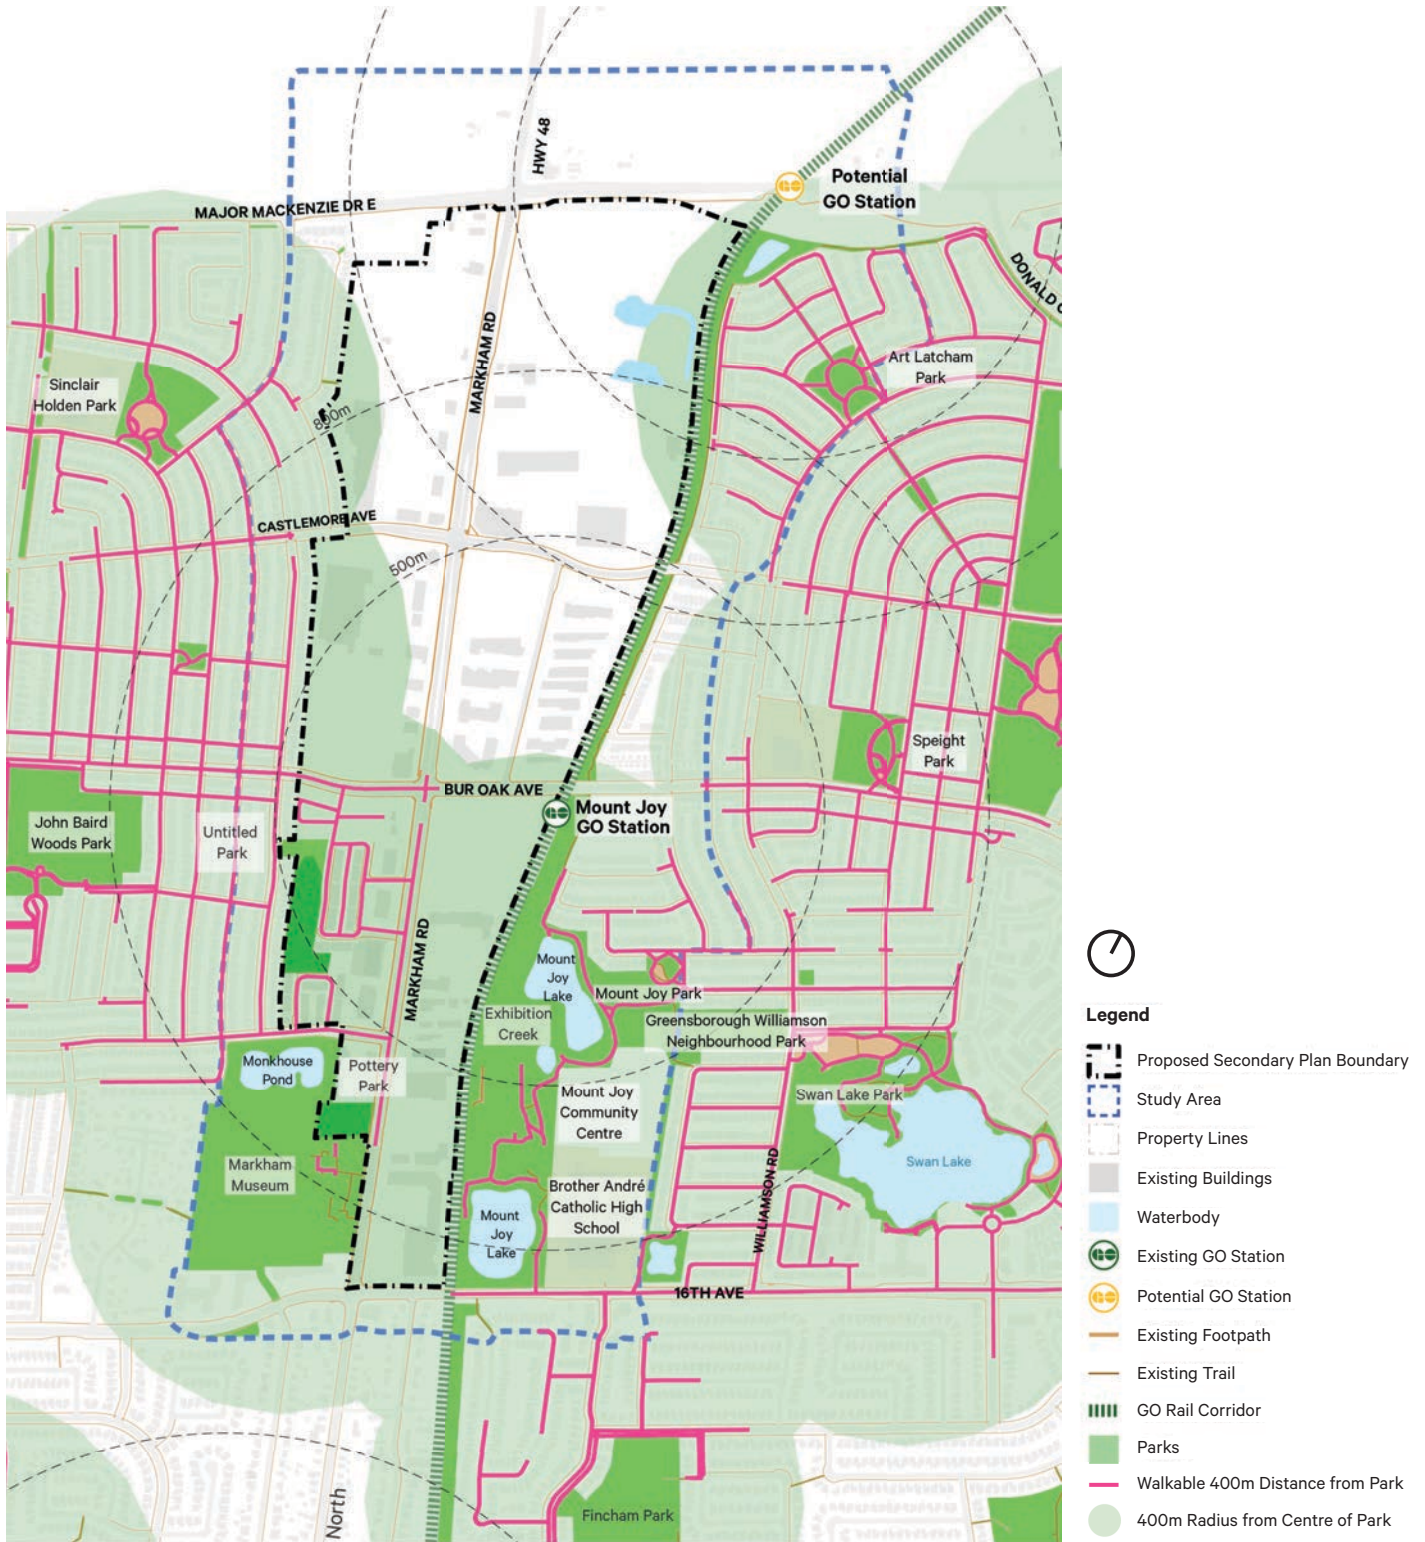 HWY 48
Potential
GO Station
MAJOR MACKENZIE DR E
DONALD C
MARKHAM RD
Art Latcham
Park
Sinclair
Holden Park
800m
CASTLEMORE AVE
500m
Speight
Park
BUR OAK AVE
Mount Joy
GO Station
John Baird
Woods Park
Untitled
Park
MARKHAM RD
Mount
Joy
Lake
Mount Joy Park
Exhibition
Creek
Greensborough Williamson
Neighbourhood Park
Monkhouse
Pond
Pottery
Park
Mount Joy
Community
Centre
Swan Lake Park
Swan Lake
Markham
Museum
Brother André
Catholic High
School
WILLIAMSON RD
Mount
Joy
Lake
16TH AVE
North
Fincham Park
Legend
Proposed Secondary Plan Boundary
Study Area
Property Lines
Existing Buildings
Waterbody
GO
Existing GO Station
GO
Potential GO Station
Existing Footpath
Existing Trail
GO Rail Corridor
Parks
Walkable 400m Distance from Park
400m Radius from Centre of Park